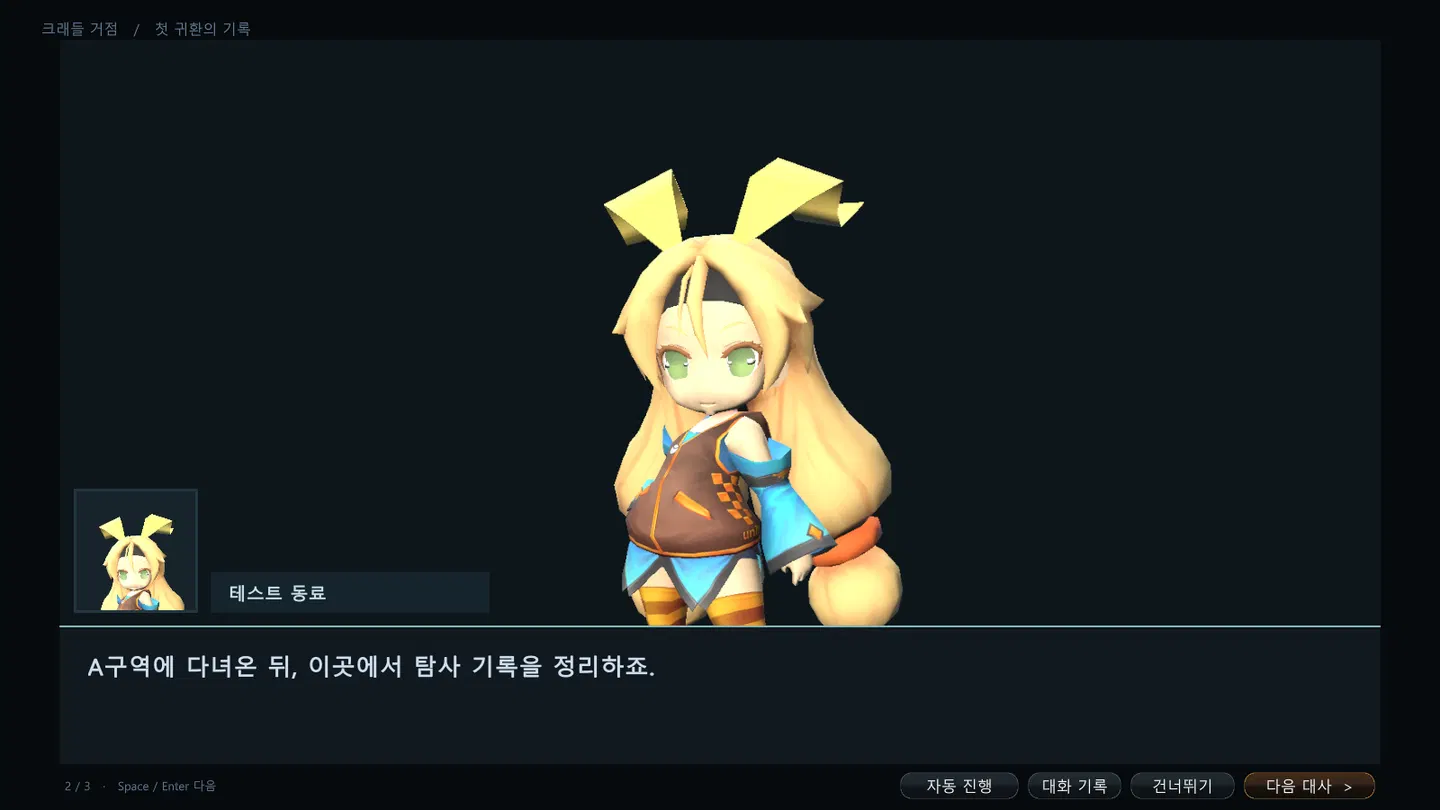 크래들 거점 / 첫 귀환의 기록
테스트 동료
A구역에 다녀온 뒤, 이곳에서 탐사 기록을 정리하죠.
2 / 3 · Space / Enter 다음
자동 진행
대화 기록
건너뛰기
다음 대사 >